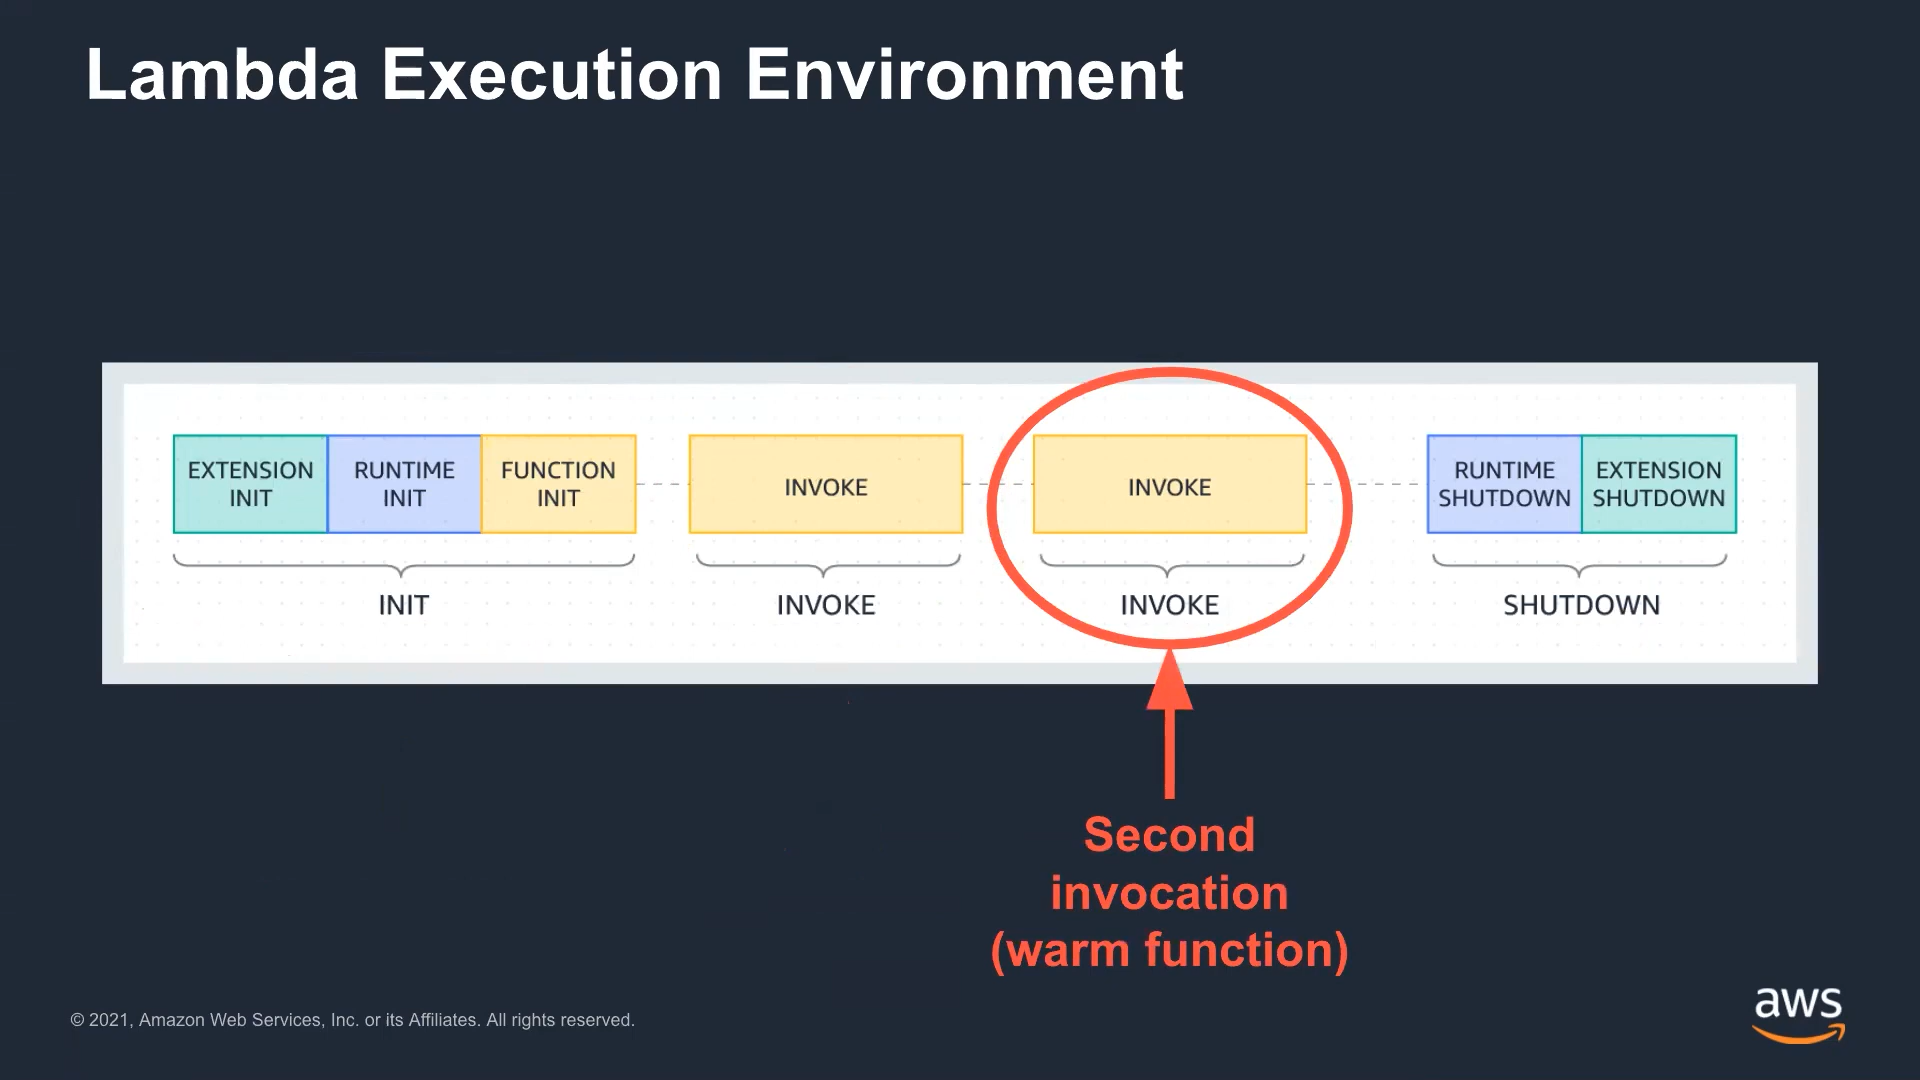 Lambda Execution Environment
EXTENSION
INIT
RUNTIME
INIT
FUNCTION
INIT
INVOKE
INVOKE
RUNTIME
SHUTDOWN
EXTENSION
SHUTDOWN
INIT
INVOKE
INVOKE
SHUTDOWN
Second
invocation
(warm function)
© 2021, Amazon Web Services, Inc. or its Affiliates. All rights reserved.
aws